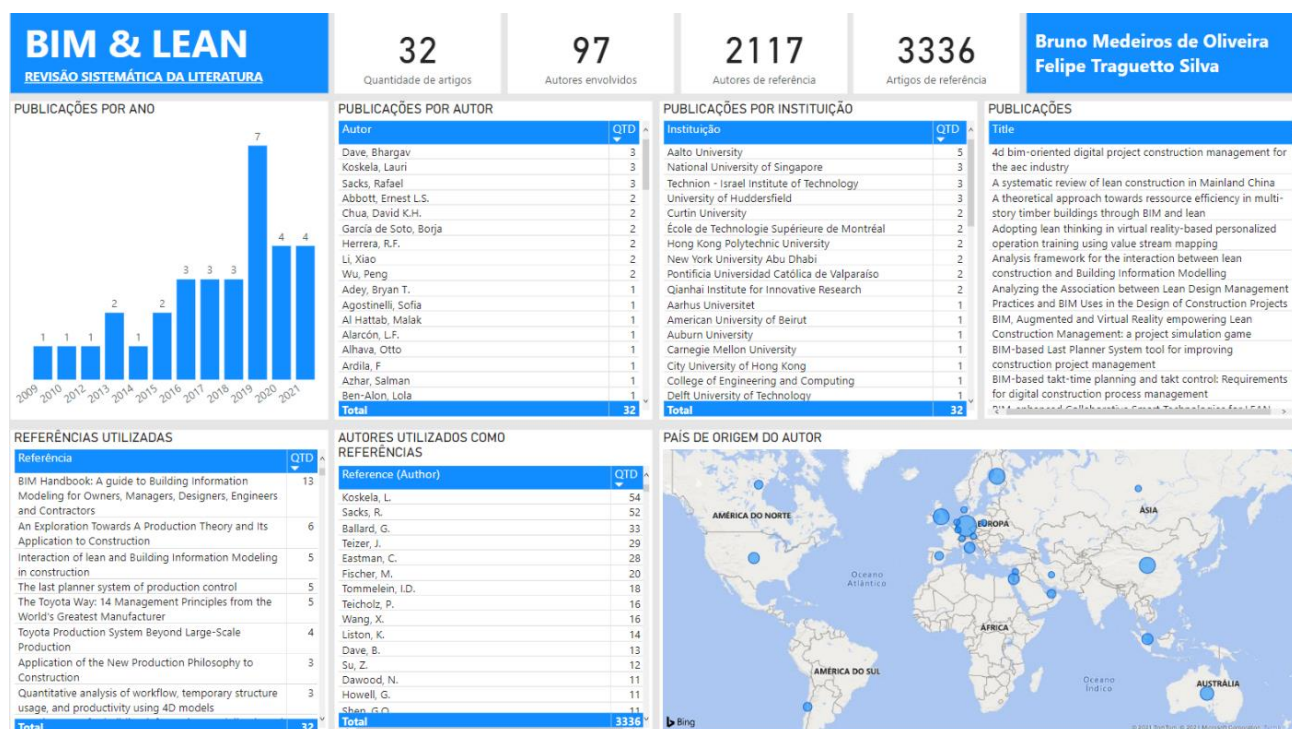 BIM & LEAN
REVISÃO SISTEMÁTICA DA LITERATURA
32
Quantidade de artigos
97
Autores envolvidos
2117
Autores de referência
3336
Artigos de referência
Bruno Medeiros de Oliveira
Felipe Traguetto Silva
PUBLICAÇÕES POR ANO
7
4 4
3 3 3
2 2
1 1 1 1
2009 2010 2012 2013 2014 2015 2016 2017 2018 2019 2020 2021
PUBLICAÇÕES POR AUTOR
Autor QTD
Dave, Bhargav 3
Koskela, Lauri 3
Sacks, Rafael 3
Abbott, Ernest L.S. 2
Chua, David K.H. 2
García de Soto, Borja 2
Herrera, R.F. 2
Li, Xiao 2
Wu, Peng 2
Adey, Bryan T. 1
Agostinelli, Sofia 1
Al Hattab, Malak 1
Alarcón, L.F. 1
Alhava, Otto 1
Ardila, F 1
Azhar, Salman 1
Ben-Alon, Lola 1
Total 32
PUBLICAÇÕES POR INSTITUIÇÃO
Instituição QTD
Aalto University 5
National University of Singapore 3
Technion - Israel Institute of Technology 3
University of Huddersfield 3
Curtin University 2
École de Technologie Supérieure de Montréal 2
Hong Kong Polytechnic University 2
New York University Abu Dhabi 2
Pontificia Universidad Católica de Valparaíso 2
Qianhai Institute for Innovative Research 2
Aarhus Universitet 1
American University of Beirut 1
Auburn University 1
Carnegie Mellon University 1
City University of Hong Kong 1
College of Engineering and Computing 1
Delft University of Technology 1
Total 32
PUBLICAÇÕES
Title
4d bim-oriented digital project construction management for
the aec industry
A systematic review of lean construction in Mainland China
A theoretical approach towards ressource efficiency in multi-
story timber buildings through BIM and lean
Adopting lean thinking in virtual reality-based personalized
operation training using value stream mapping
Analysis framework for the interaction between lean
construction and Building Information Modelling
Analyzing the Association between Lean Design Management
Practices and BIM Uses in the Design of Construction Projects
BIM, Augmented and Virtual Reality empowering Lean
Construction Management: a project simulation game
BIM-based Last Planner System tool for improving
construction project management
BIM-based takt-time planning and takt control: Requirements
for digital construction process management
REFERÊNCIAS UTILIZADAS
Referência QTD
BIM Handbook: A guide to Building Information 13
Modeling for Owners, Managers, Designers, Engineers
and Contractors
An Exploration Towards A Production Theory and Its 6
Application to Construction
Interaction of lean and Building Information Modeling 5
in construction
The last planner system of production control 5
The Toyota Way: 14 Management Principles from the 5
World's Greatest Manufacturer
Toyota Production System Beyond Large-Scale 4
Production
Application of the New Production Philosophy to 3
Construction
Quantitative analysis of workflow, temporary structure 3
usage, and productivity using 4D models
Total 32
AUTORES UTILIZADOS COMO
REFERÊNCIAS
Reference (Author) QTD
Koskela, L. 54
Sacks, R. 52
Ballard, G. 33
Teizer, J. 29
Eastman, C. 28
Fischer, M. 20
Tommelein, I.D. 18
Teicholz, P. 16
Wang, X. 16
Liston, K. 14
Dave, B. 13
Su, Z. 12
Dawood, N. 11
Howell, G. 11
Shen, G.Q. 11
Total 3336
PAÍS DE ORIGEM DO AUTOR
AMÉRICA DO NORTE
EUROPA
ÁSIA
Oceano
Atlântico
ÁFRICA
AMÉRICA DO SUL
Oceano
Índico
AUSTRÁLIA
Bing